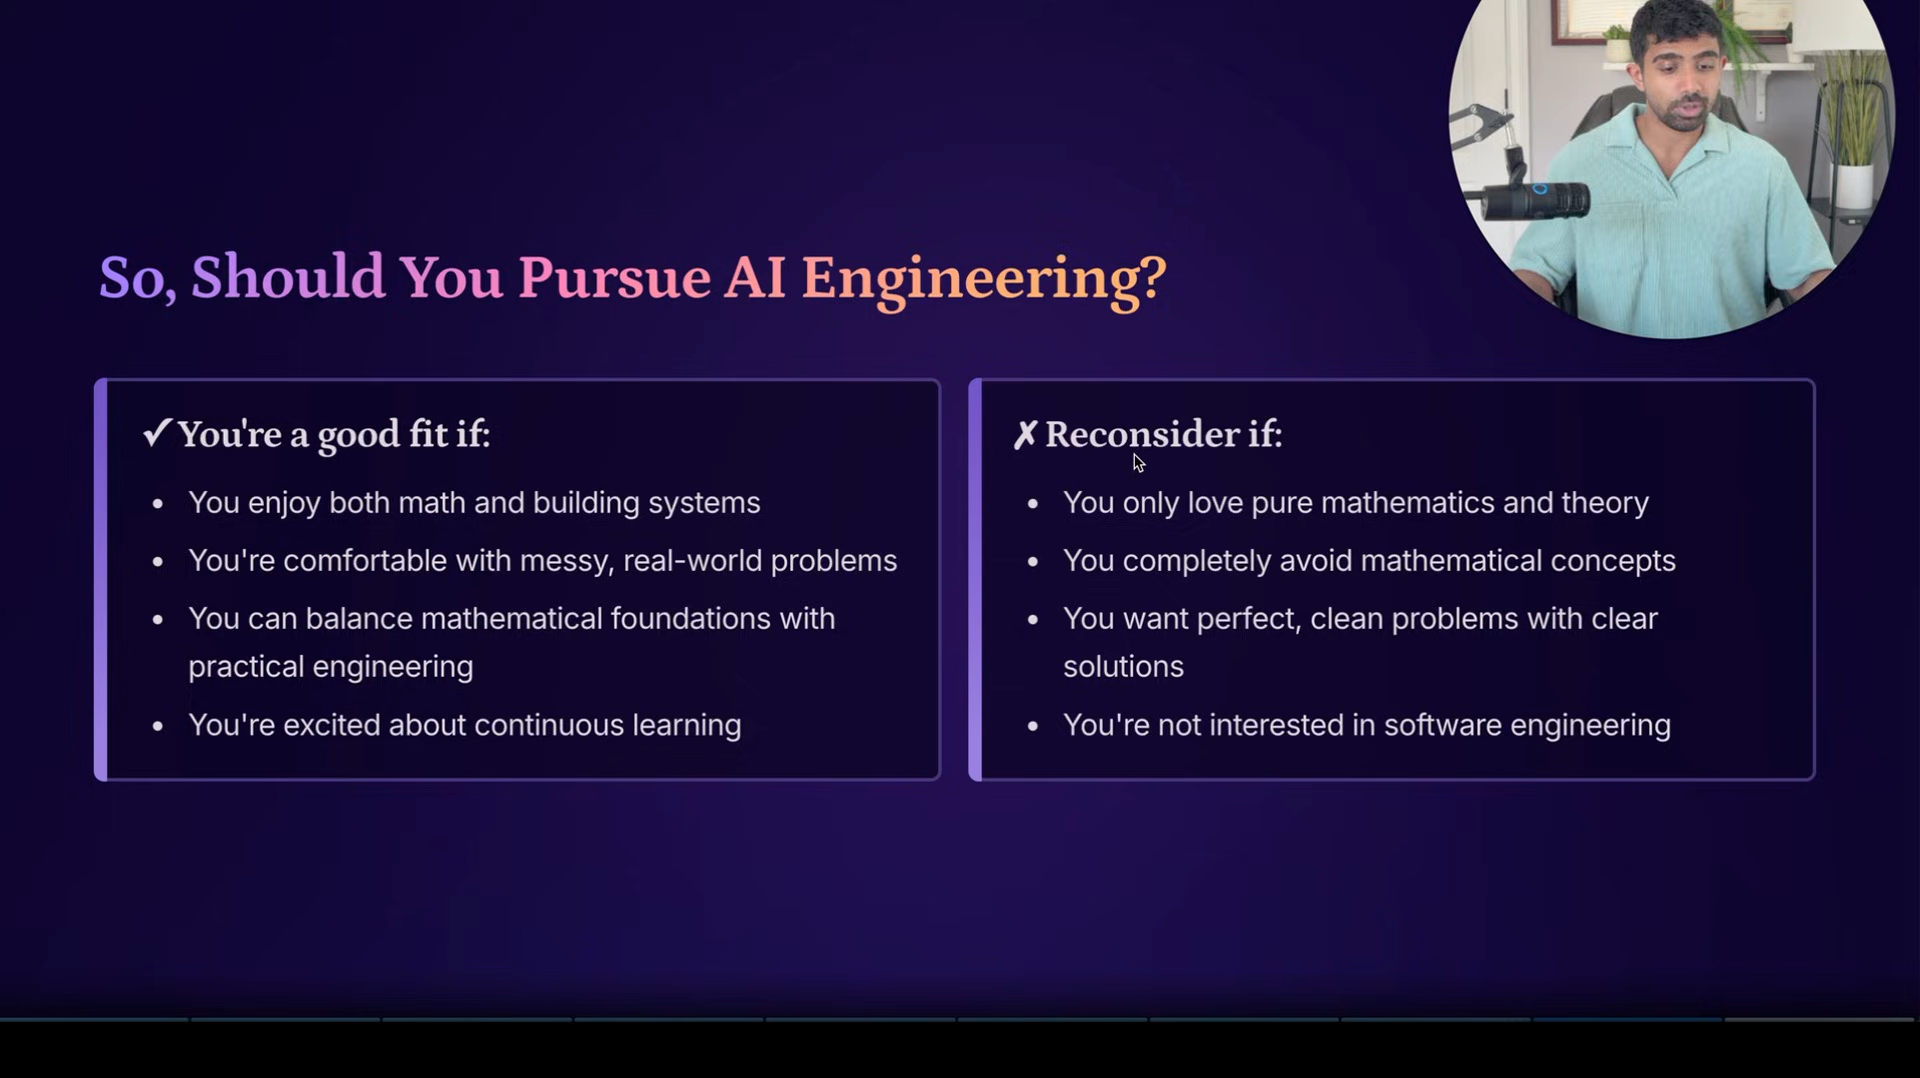 So, Should You Pursue AI Engineering?
✓ You're a good fit if:
• You enjoy both math and building systems
• You're comfortable with messy, real-world problems
• You can balance mathematical foundations with
practical engineering
• You're excited about continuous learning
✗ Reconsider if:
• You only love pure mathematics and theory
• You completely avoid mathematical concepts
• You want perfect, clean problems with clear
solutions
• You're not interested in software engineering